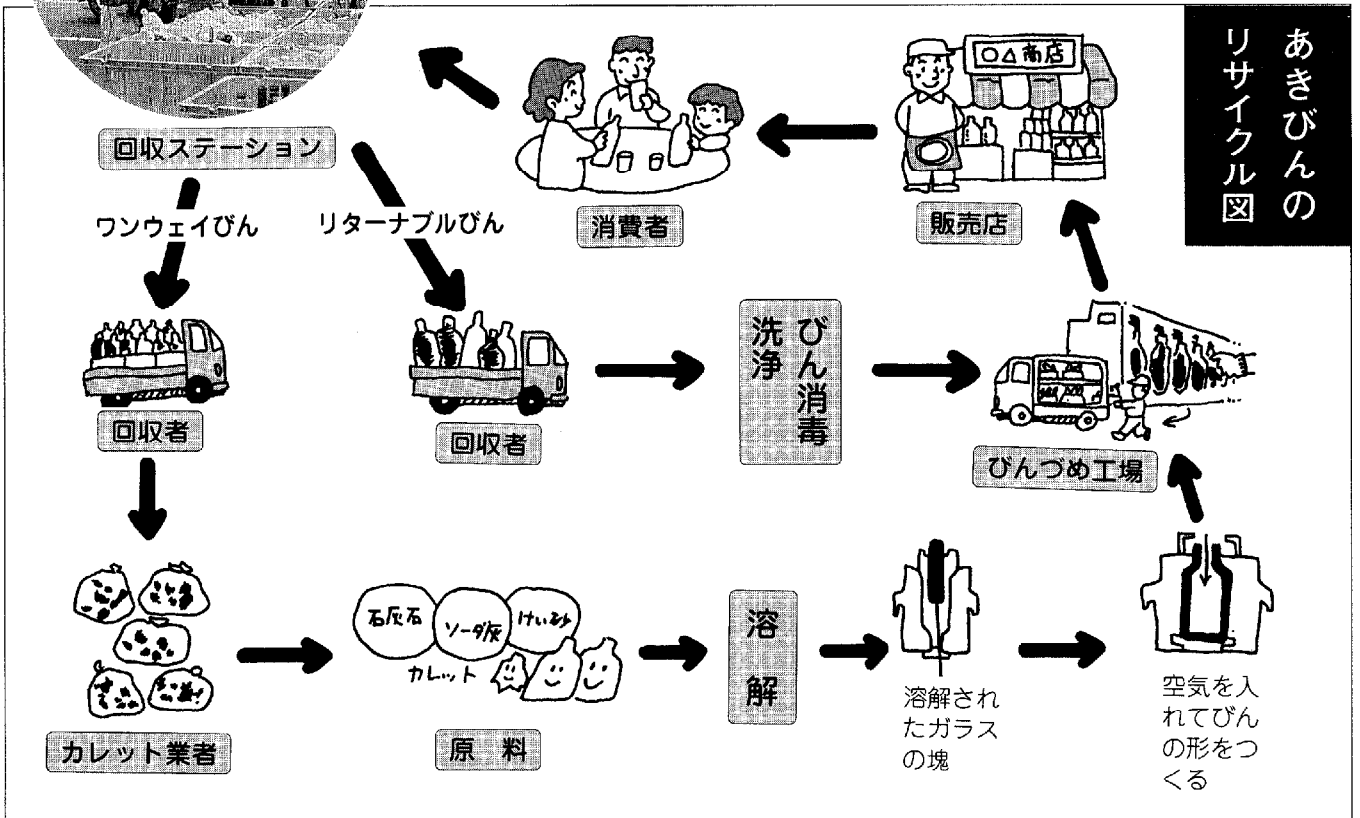 あきびんの
リサイクル図
回収ステーション
ワンウェイびん
リターナブルびん
消費者
○△商店
販売店
回収者
回収者
びん消毒
洗浄
びんづめ工場
カレット業者
石灰石
ソーダ灰
けい砂
カレット
原料
溶解
溶解され
たガラス
の塊
空気を入
れてびん
の形をつ
くる